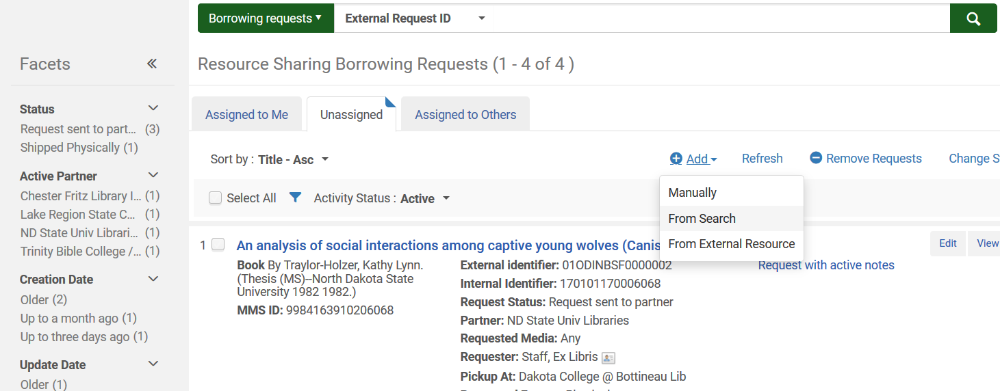 Borrowing requests External Request ID
Facets
Resource Sharing Borrowing Requests (1 - 4 of 4 )
Status
Request sent to part... (3)
Shipped Physically (1)
Active Partner
Chester Fritz Library I... (1)
Lake Region State C... (1)
ND State Univ Librari... (1)
Trinity Bible College /... (1)
Creation Date
Older (2)
Up to a month ago (1)
Up to three days ago (1)
Update Date
Older (1)
Assigned to Me Unassigned Assigned to Others
Sort by : Title - Asc Add Refresh Remove Requests Change S
Manually
From Search
From External Resource
Select All Activity Status : Active
1 An analysis of social interactions among captive young wolves (Canis
Edit View
Book By Traylor-Holzer, Kathy Lynn.
(Thesis (MS)--North Dakota State
University 1982 1982.)
MMS ID: 9984163910206068
External identifier: 01ODINBSF0000002
Internal Identifier: 170101170006068
Request Status: Request sent to partner
Partner: ND State Univ Libraries
Requested Media: Any
Requester: Staff, Ex Libris
Pickup At: Dakota College @ Bottineau Lib
Request with active notes